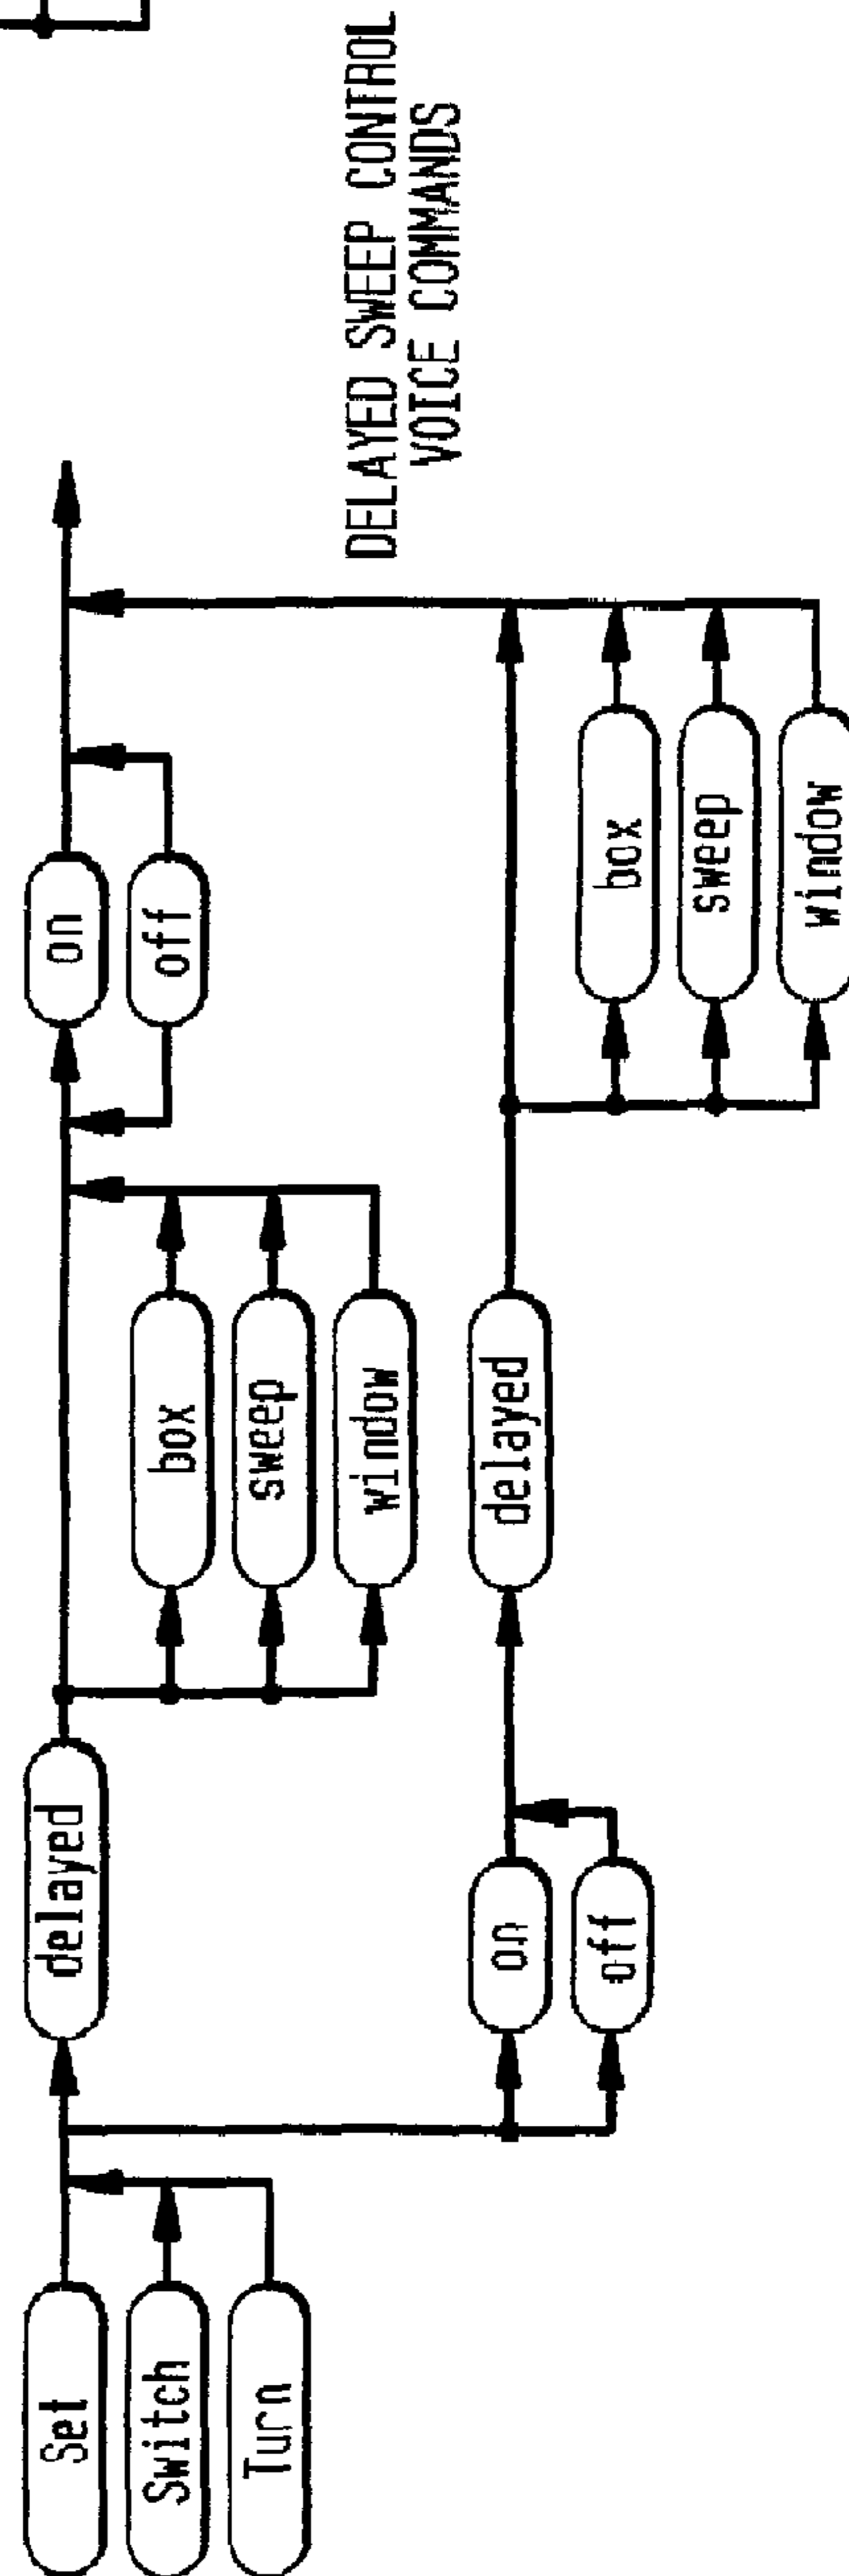 Set
Switch
Turn
delayed
box
sweep
window
on
off
on
off
delayed
box
sweep
window
DELAYED SWEEP CONTROL
VOICE COMMANDS